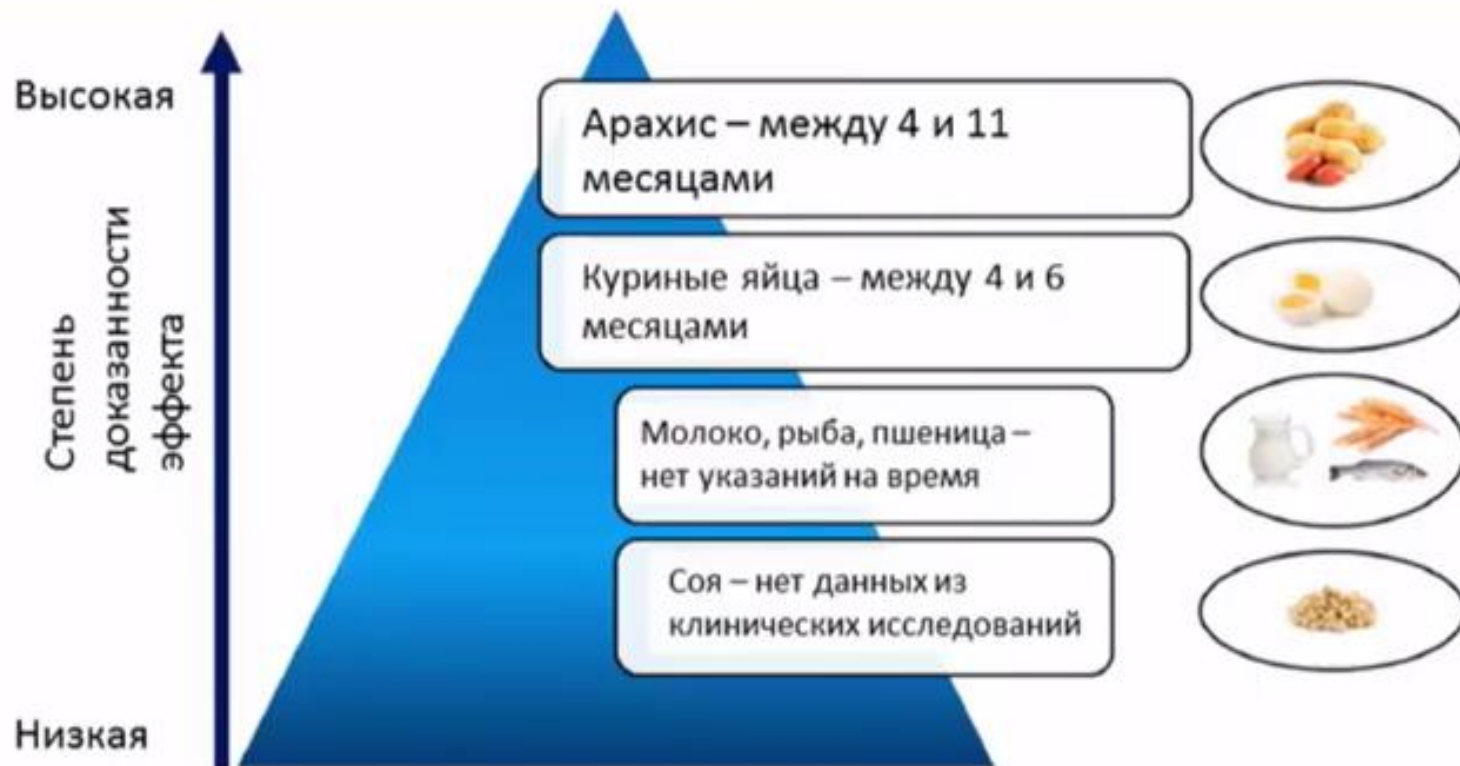 Высокая
Степень
доказанности
эффекта
Низкая
Арахис – между 4 и 11
месяцами
Куриные яйца – между 4 и 6
месяцами
Молоко, рыба, пшеница –
нет указаний на время
Соя – нет данных из
клинических исследований